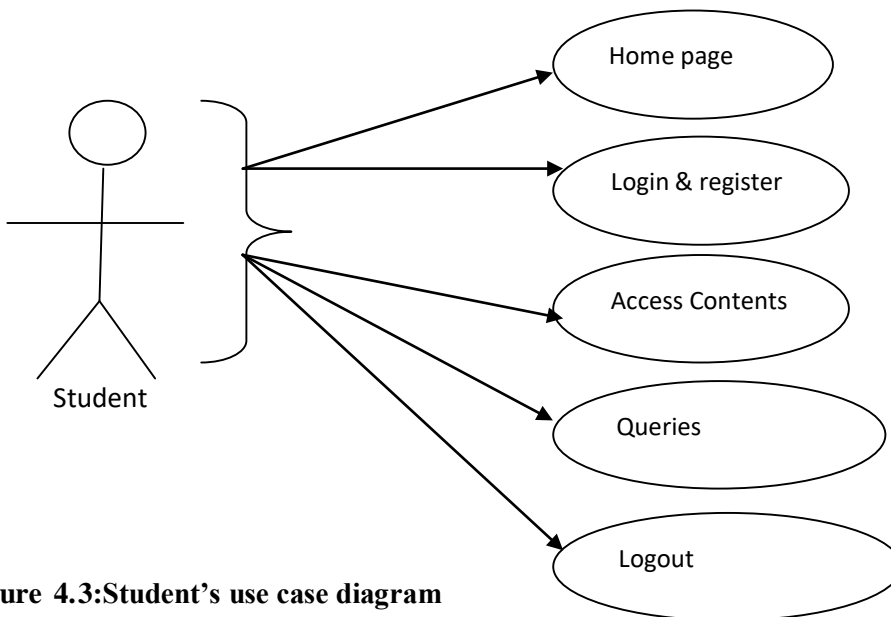 Home page
Login & register
Access Contents
Student
Queries
Logout
ure 4.3:Student’s use case diagram